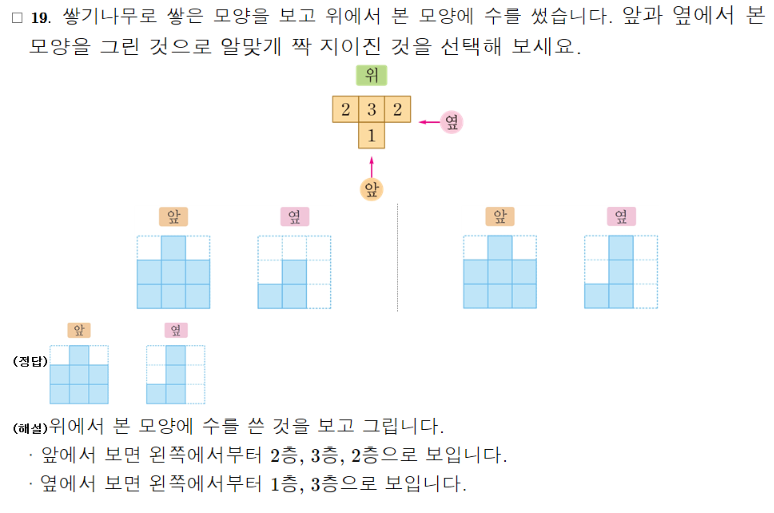 □ 19. 쌓기나무로 쌓은 모양을 보고 위에서 본 모양에 수를 썼습니다. 앞과 옆에서 본
모양을 그린 것으로 알맞게 짝 지이진 것을 선택해 보세요.
위
2 3 2
옆
1
앞
앞 옆 앞 옆
앞 옆
(정답)
(해설)위에서 본 모양에 수를 쓴 것을 보고 그립니다.
· 앞에서 보면 왼쪽에서부터 2층, 3층, 2층으로 보입니다.
· 옆에서 보면 왼쪽에서부터 1층, 3층으로 보입니다.